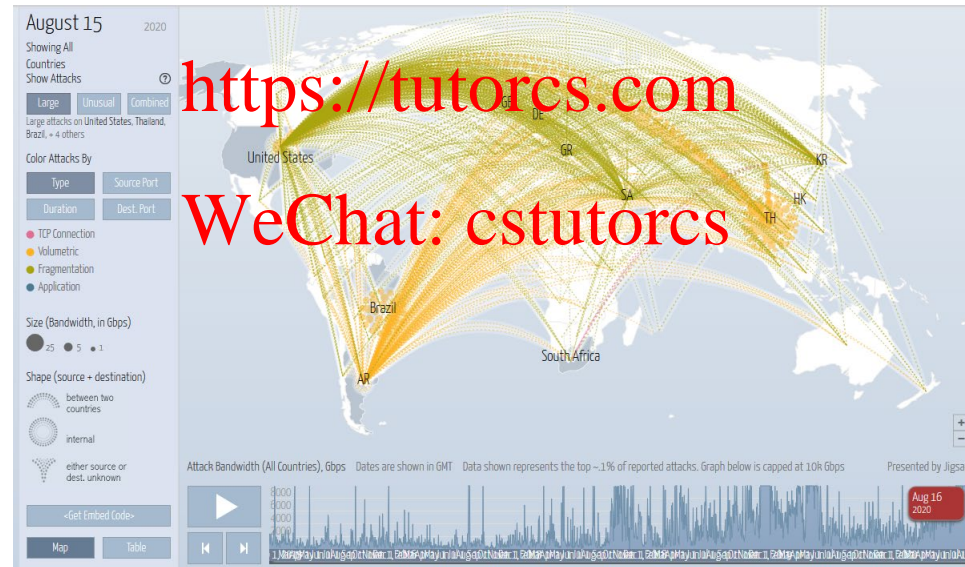 August 15 2020
Showing All
Countries
Show Attacks ?
Large Unusual Combined
Large attacks on United States, Thailand,
Brazil, + 4 others
Color Attacks By
Type Source Port
Duration Dest. Port
TCP Connection
Volumetric
Fragmentation
Application
Size (Bandwidth, in Gbps)
25 5 1
Shape (source + destination)
between two
countries
internal
either source or
dest. unknown
<Get Embed Code>
Map Table
https://tutorcs.com
DE
GR
United States
KR
WeChat: cstutorcs
SA
HK
TH
Brazil
South Africa
AR
+
−
Attack Bandwidth (All Countries), Gbps Dates are shown in GMT Data shown represents the top ~.1% of reported attacks. Graph below is capped at 10k Gbps Presented by Jigsa
8000
6000
4000
Aug 16
2020